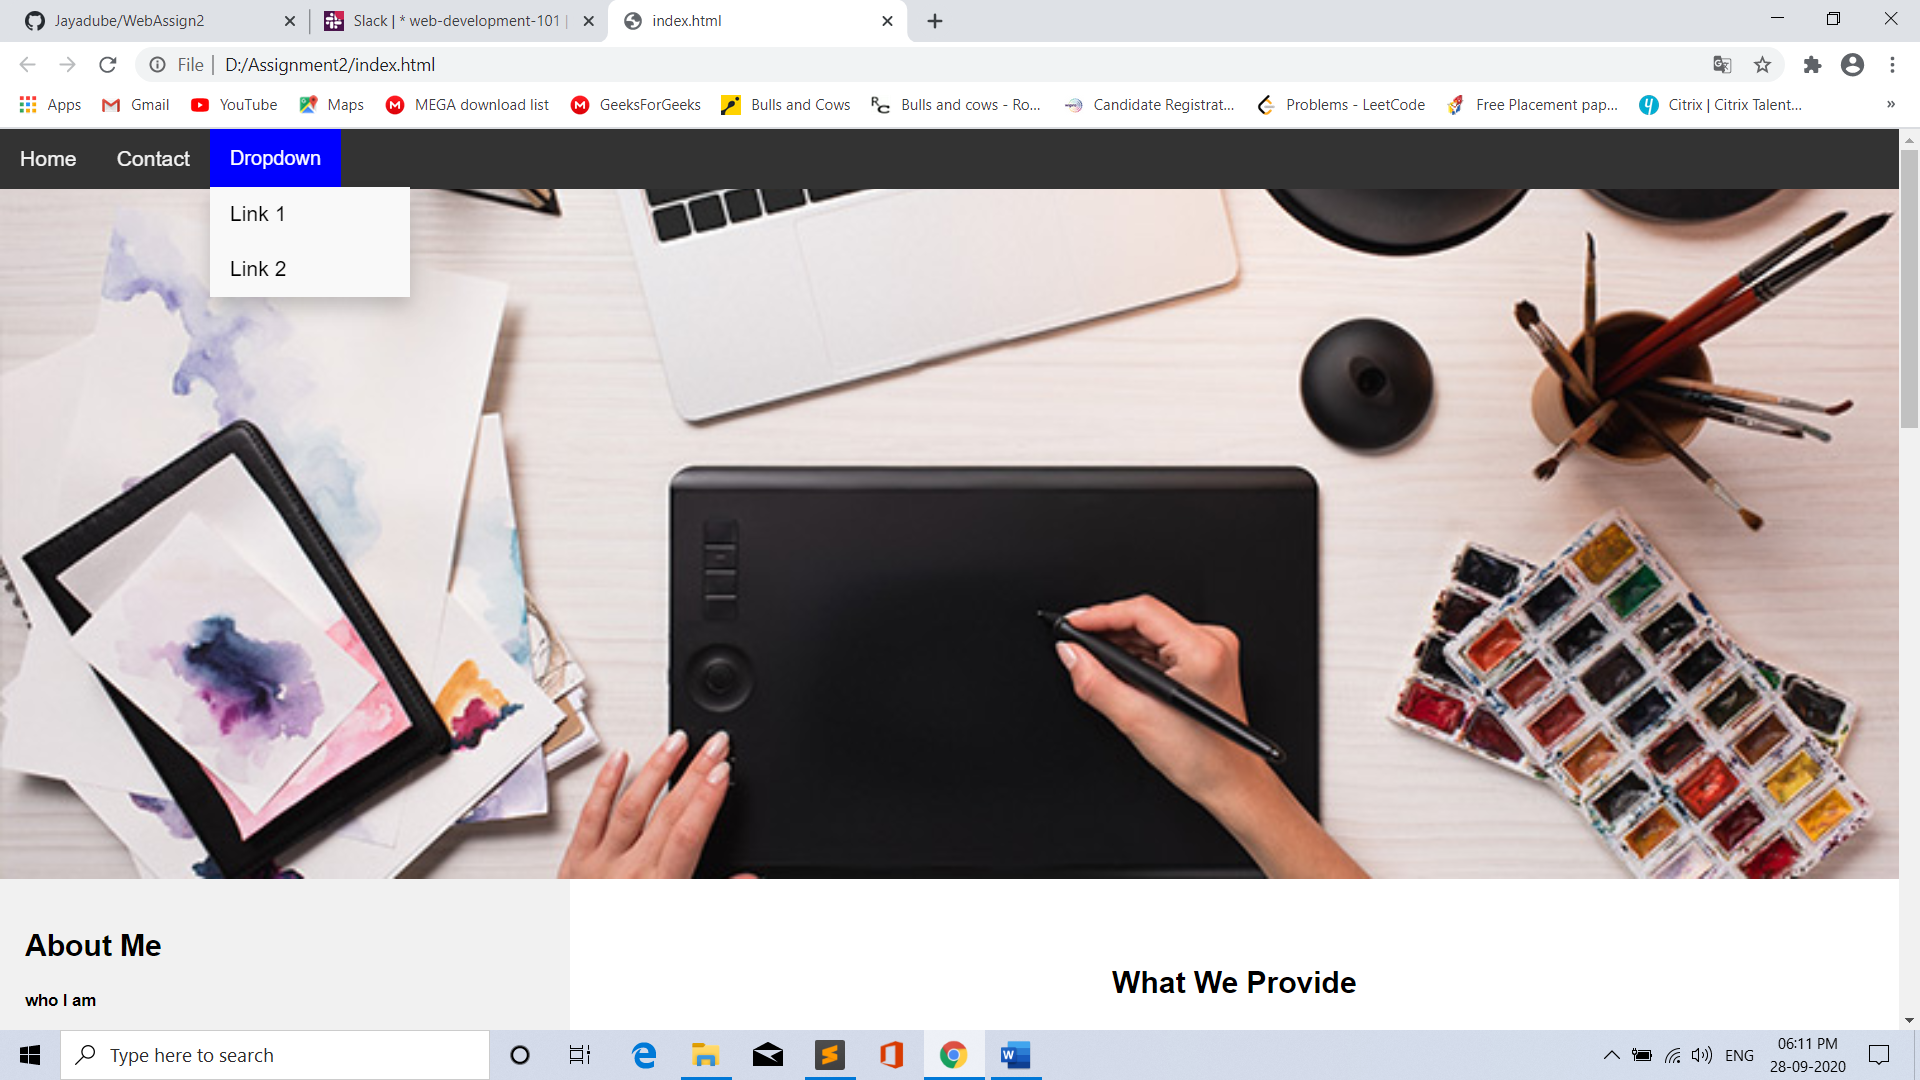 Jayadube/WebAssign2
Slack | * web-development-101 |
index.html
File | D:/Assignment2/index.html
Apps
Gmail
YouTube
Maps
MEGA download list
GeeksForGeeks
Bulls and Cows
Bulls and cows - Ro...
Candidate Registrat...
Problems - LeetCode
Free Placement pap...
Citrix | Citrix Talent...
»
Home
Contact
Dropdown
Link 1
Link 2
About Me
who I am
What We Provide
Type here to search
ENG
06:11 PM
28-09-2020